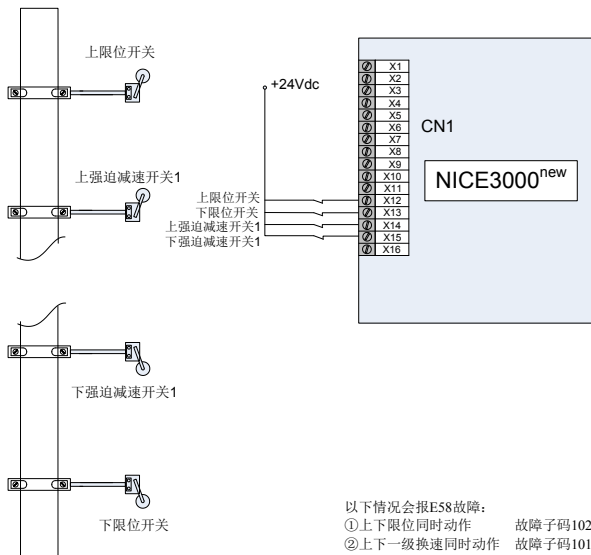 上限位开关
上强迫减速开关1
下强迫减速开关1
下限位开关
+24Vdc
上限位开关
下限位开关
上强迫减速开关1
下强迫减速开关1
X1
X2
X3
X4
X5
X6
X7
X8
X9
X10
X11
X12
X13
X14
X15
X16
CN1
NICE3000new
以下情况会报E58故障：
①上下限位同时动作 故障子码102
②上下一级换速同时动作 故障子码101